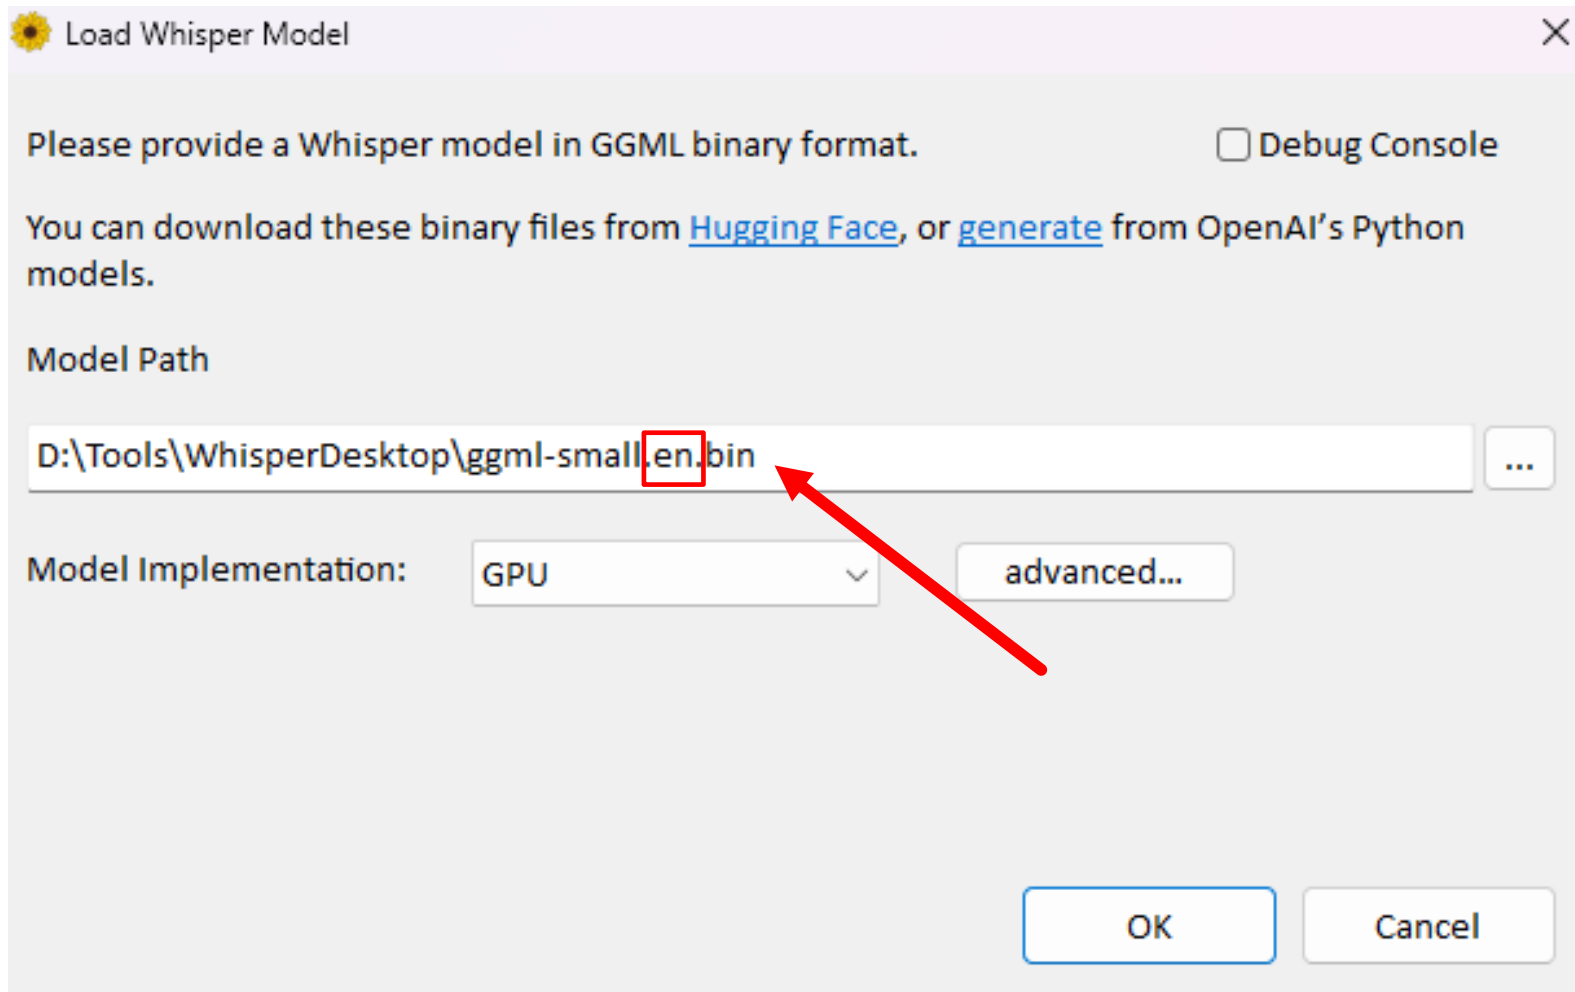 Load Whisper Model
Please provide a Whisper model in GGML binary format.
Debug Console
You can download these binary files from Hugging Face, or generate from OpenAI’s Python
models.
Model Path
D:\Tools\WhisperDesktop\ggml-small.en.bin
...
Model Implementation:
GPU
advanced...
OK
Cancel